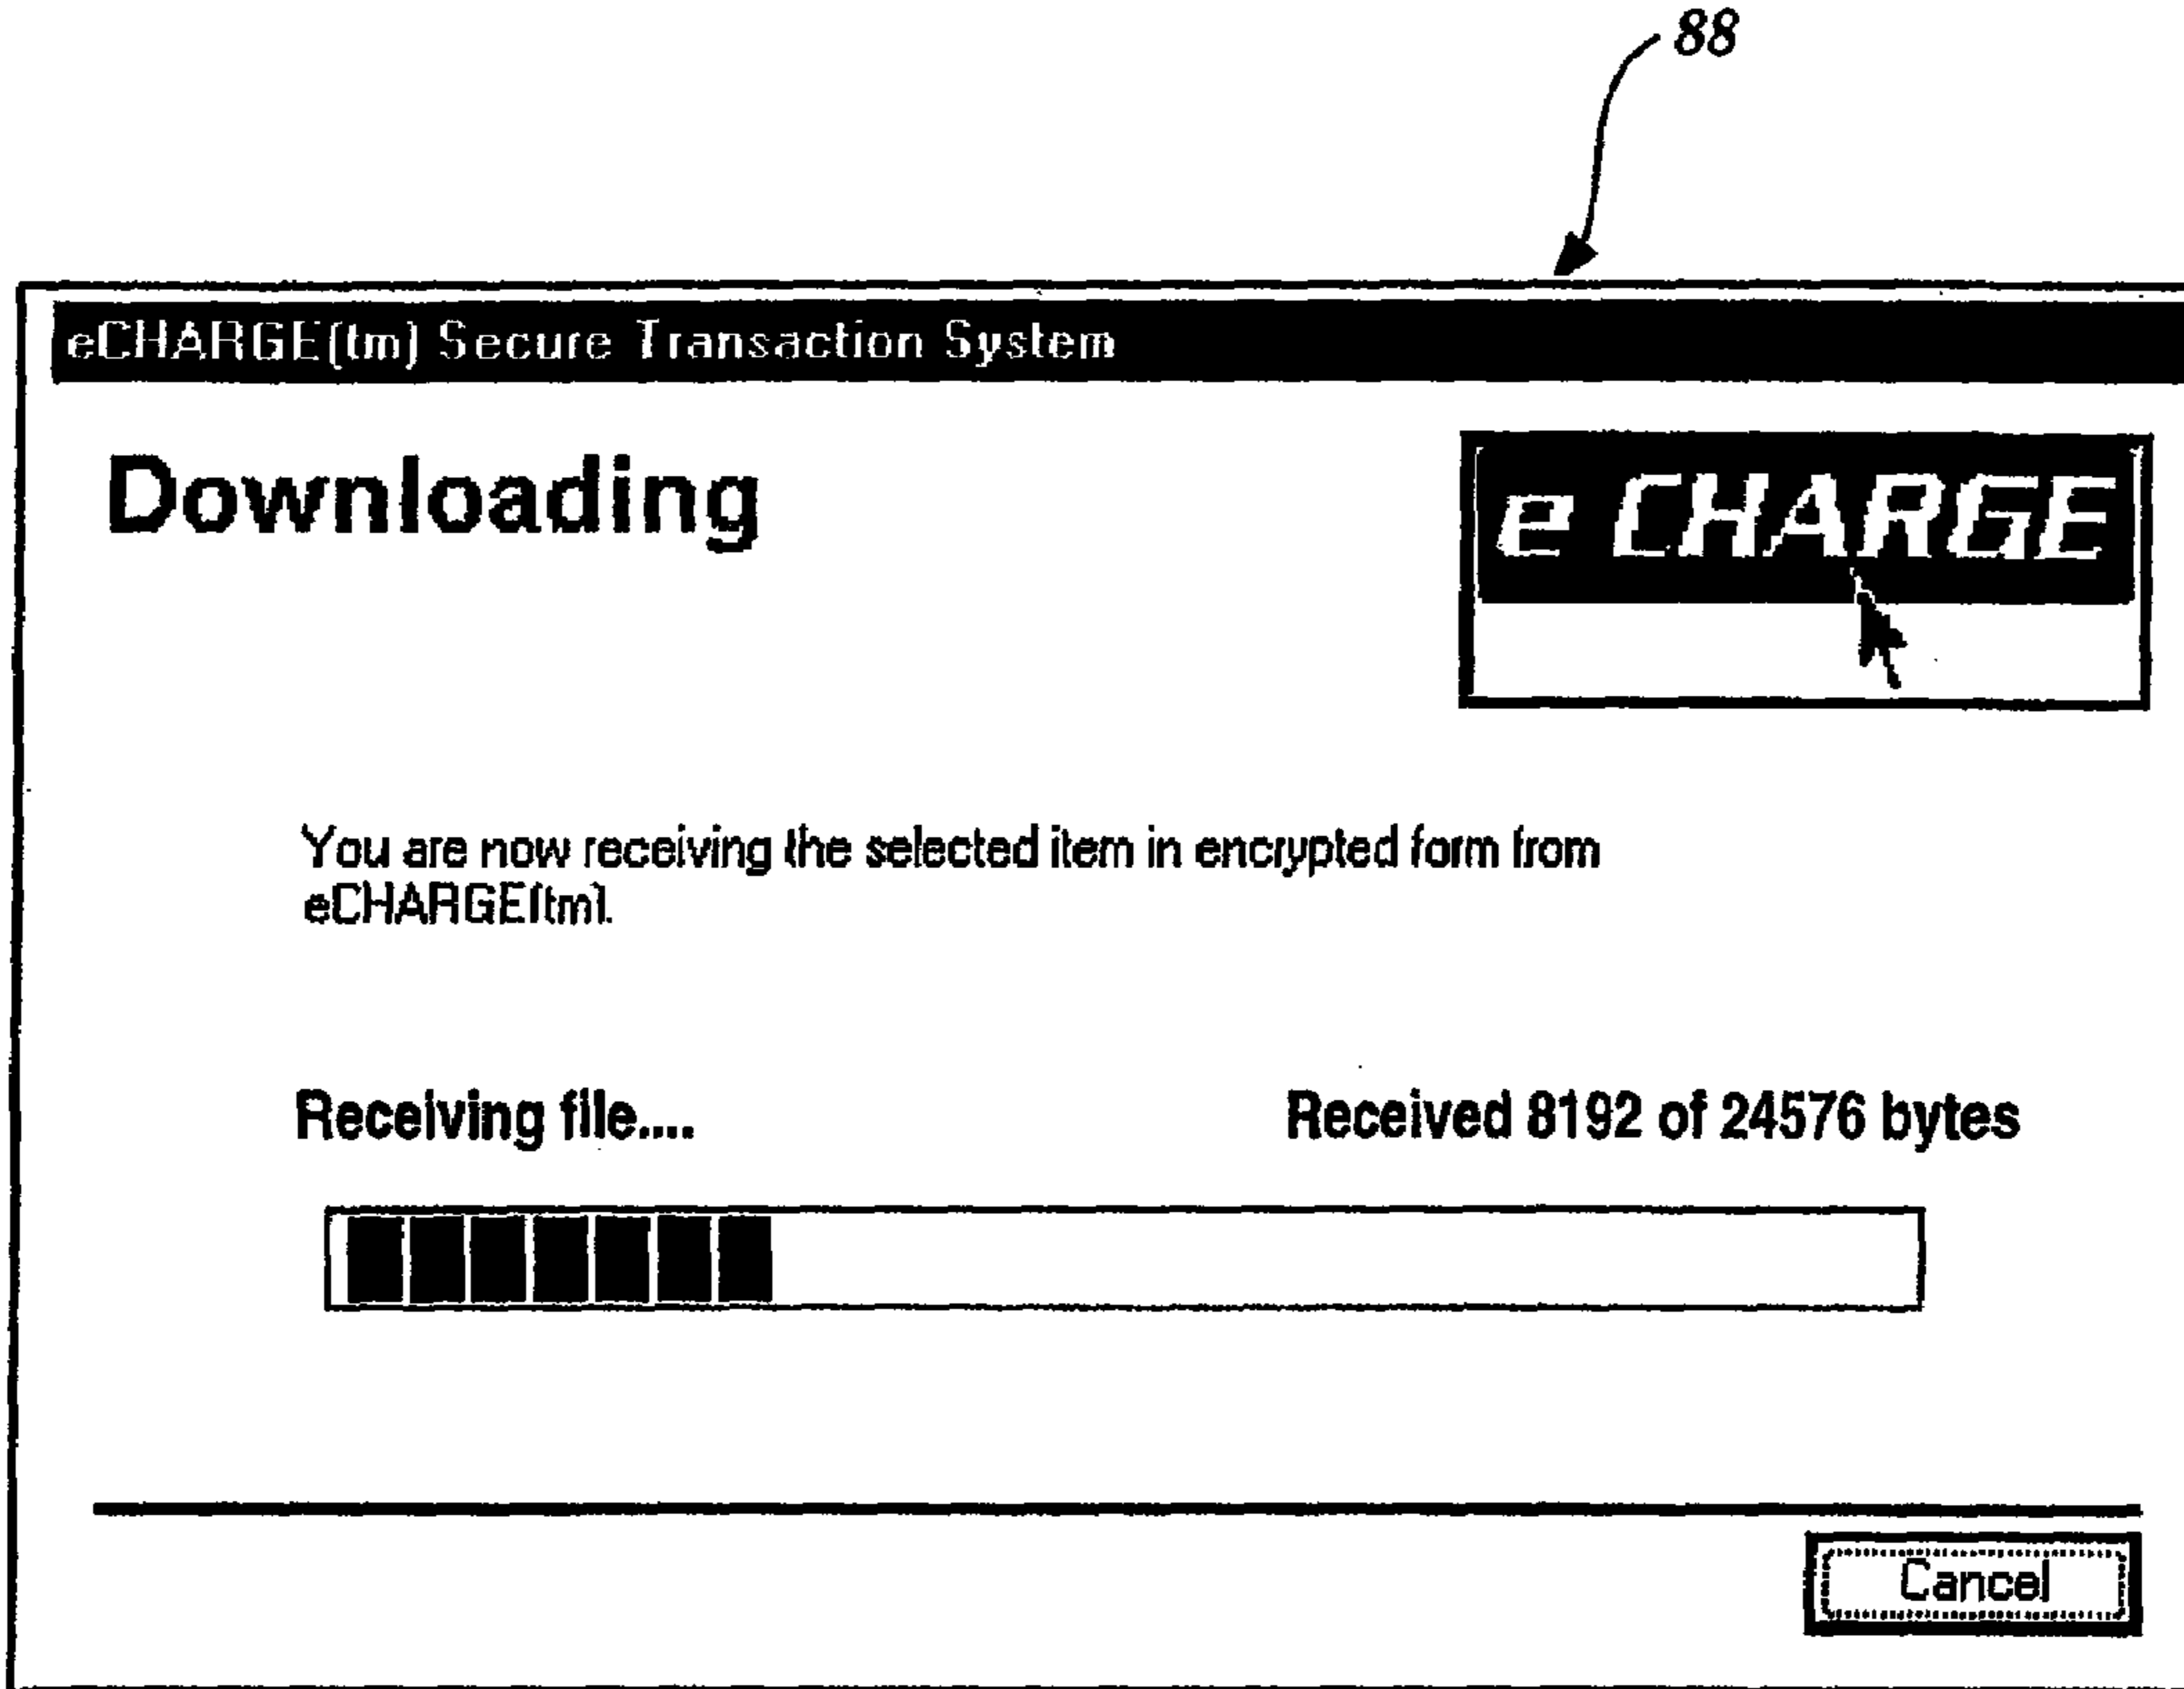 88
eCHARGE(tm) Secure Transaction System
Downloading
e CHARGE
You are now receiving the selected item in encrypted form from
eCHARGE(tm).
Receiving file.... Received 8192 of 24576 bytes
Cancel